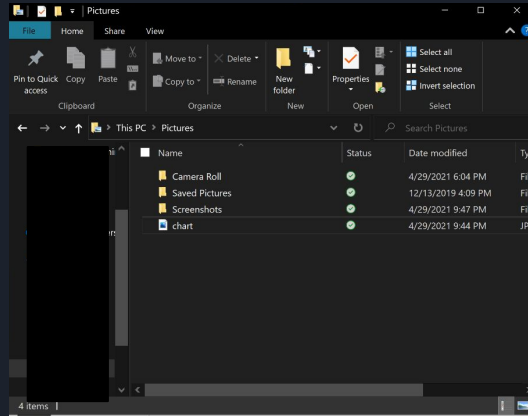 Pictures
File Home Share View
Pin to Quick access
Copy
Paste
Move to
Copy to
Delete
Rename
New folder
Properties
Select all
Select none
Invert selection
Clipboard Organize New Open Select
This PC > Pictures
Search Pictures
Name Status Date modified Ty
Camera Roll 4/29/2021 6:04 PM Fi
Saved Pictures 12/13/2019 4:09 PM Fi
Screenshots 4/29/2021 9:47 PM Fi
chart 4/29/2021 9:44 PM JP
4 items